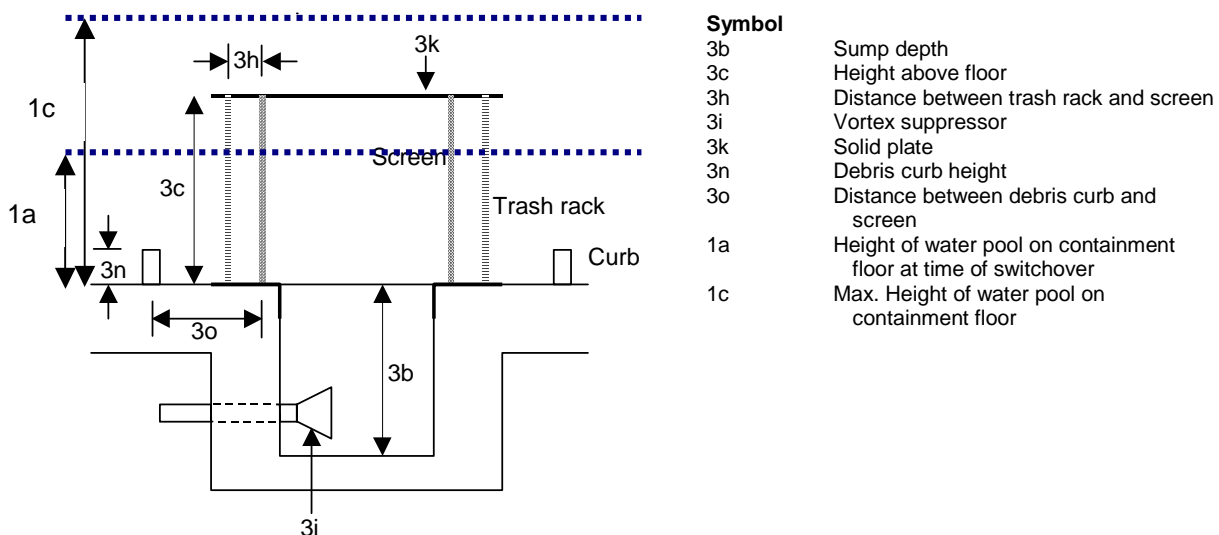 3k
3h
1c
Screen
3c
1a
Trash rack
3n
Curb
3o
3b
3i
Symbol
3b Sump depth
3c Height above floor
3h Distance between trash rack and screen
3i Vortex suppressor
3k Solid plate
3n Debris curb height
3o Distance between debris curb and
screen
1a Height of water pool on containment
floor at time of switchover
1c Max. Height of water pool on
containment floor